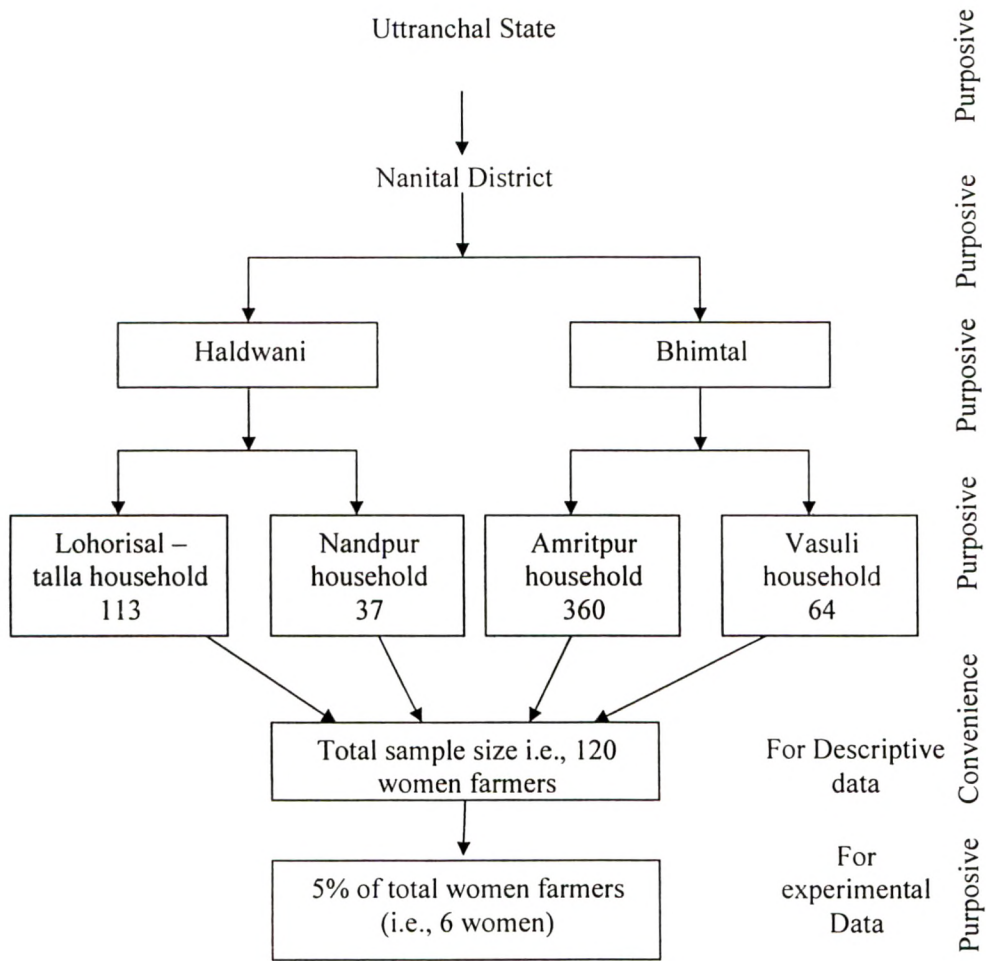 Uttranchal State
Purposive
Nanital District
Purposive
Haldwani
Bhimtal
Purposive
Lohorisal –
talla household
113
Nandpur
household
37
Amritpur
household
360
Vasuli
household
64
Purposive
Total sample size i.e., 120
women farmers
For Descriptive
data
Convenience
5% of total women farmers
(i.e., 6 women)
For
experimental
Data
Purposive